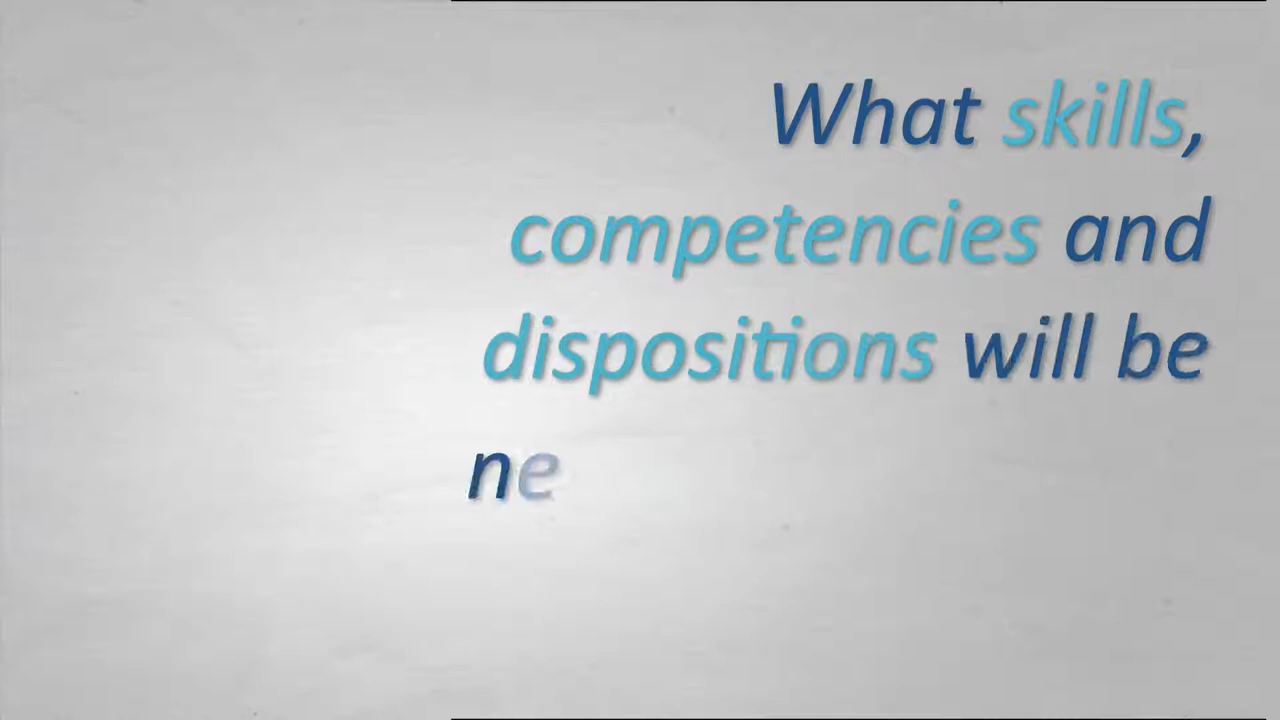 What skills,
competencies and
dispositions will be
ne